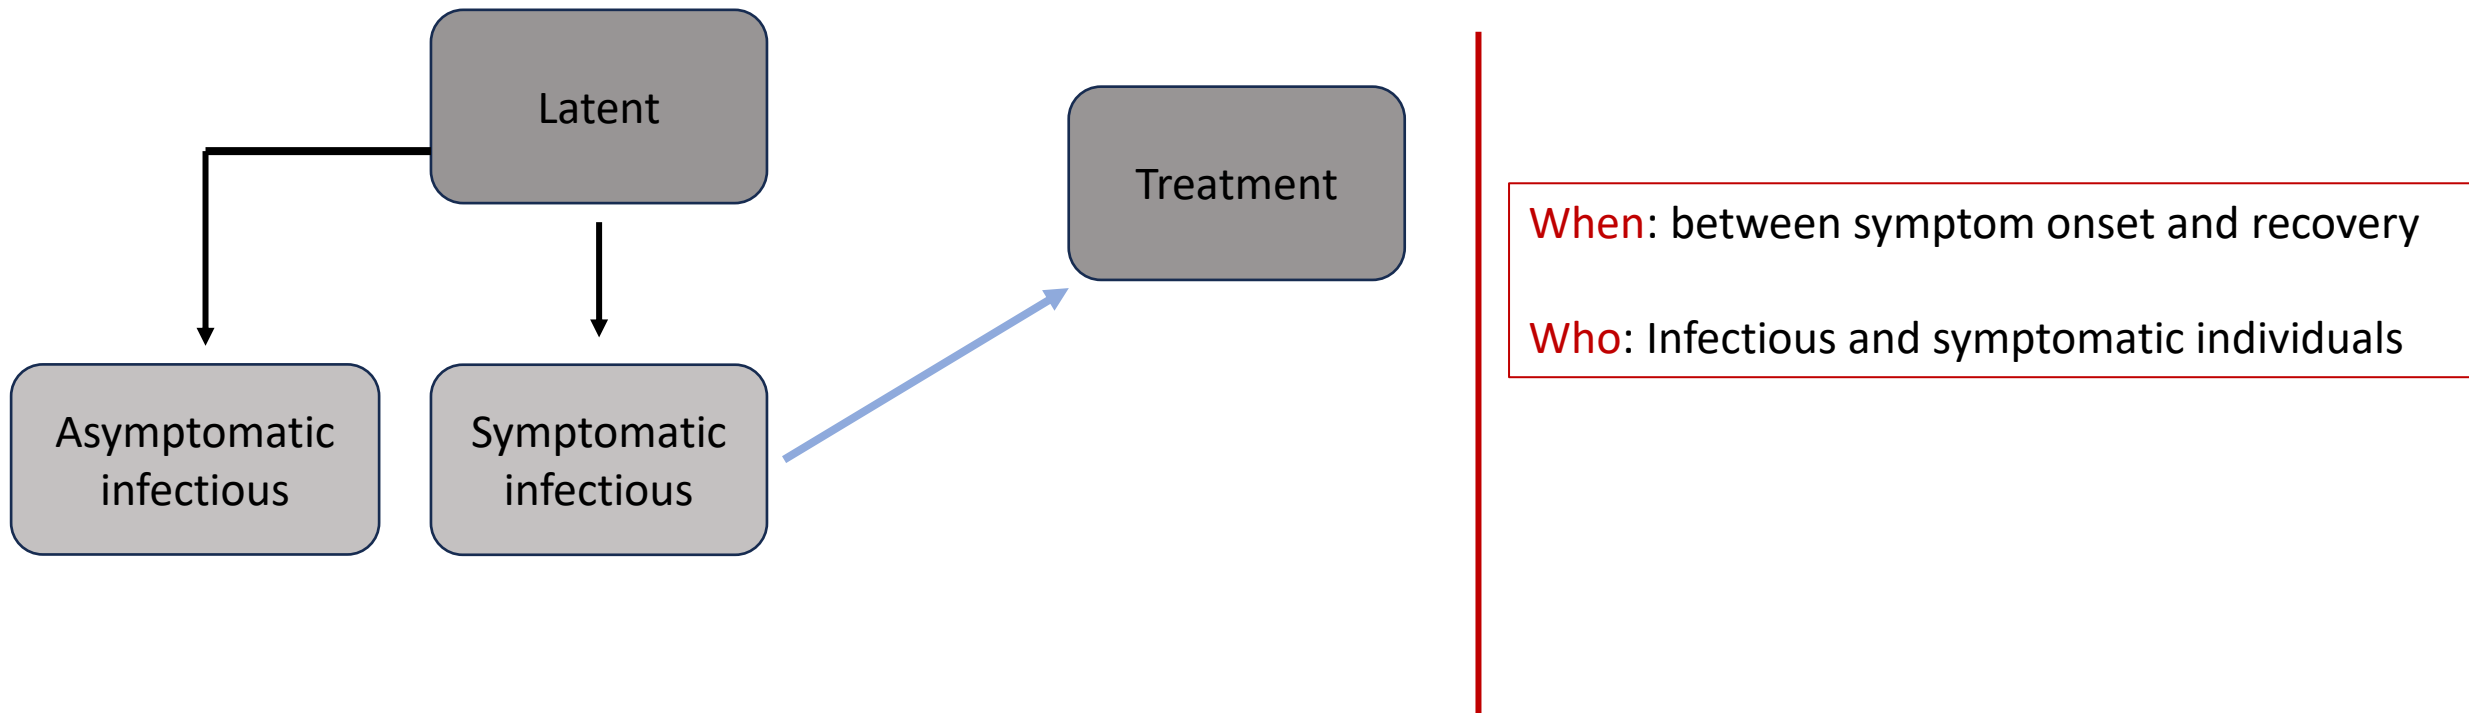 Latent
Treatment
Asymptomatic
infectious
Symptomatic
infectious
When: between symptom onset and recovery
Who: Infectious and symptomatic individuals